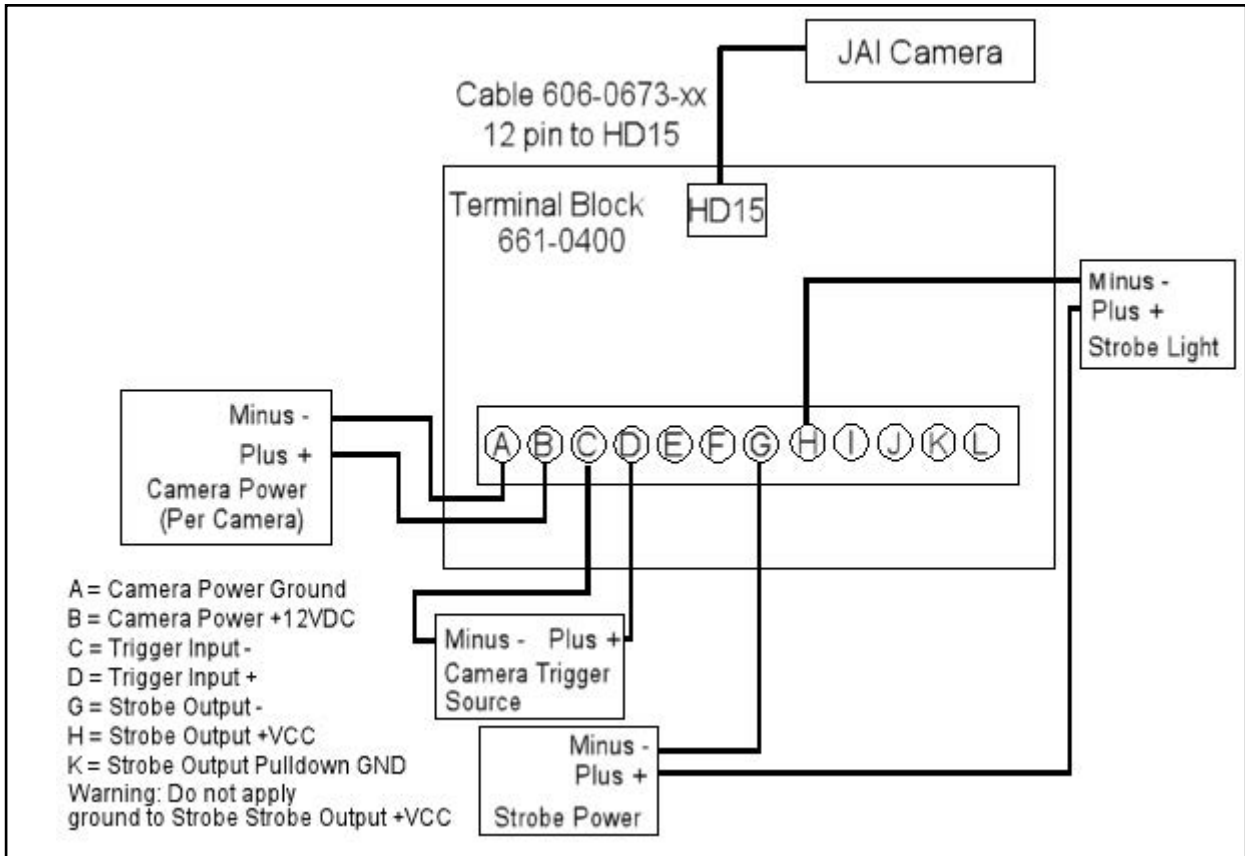 JAI Camera
Cable 606-0673-xx
12 pin to HD15
Terminal Block
661-0400
HD15
Minus -
Plus +
Strobe Light
Minus -
Plus +
Camera Power
(Per Camera)
A B C D E F G H I J K L
A = Camera Power Ground
B = Camera Power +12VDC
C = Trigger Input -
D = Trigger Input +
G = Strobe Output -
H = Strobe Output +VCC
K = Strobe Output Pulldown GND
Warning: Do not apply
ground to Strobe Strobe Output +VCC
Minus - Plus +
Camera Trigger
Source
Minus -
Plus +
Strobe Power